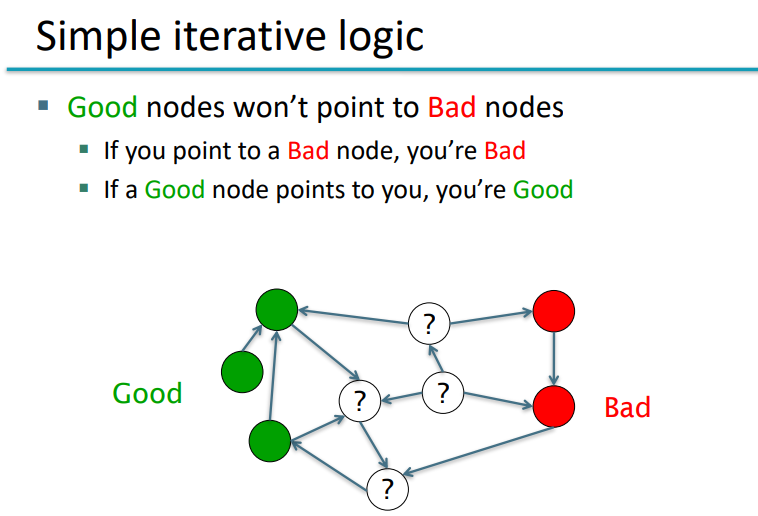 Simple iterative logic
Good nodes won’t point to Bad nodes
If you point to a Bad node, you’re Bad
If a Good node points to you, you’re Good
?
?
?
Good
Bad
?